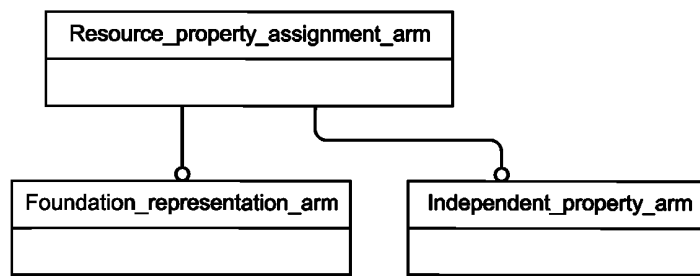 Resource_property_assignment_arm
Foundation_representation_arm
Independent_property_arm